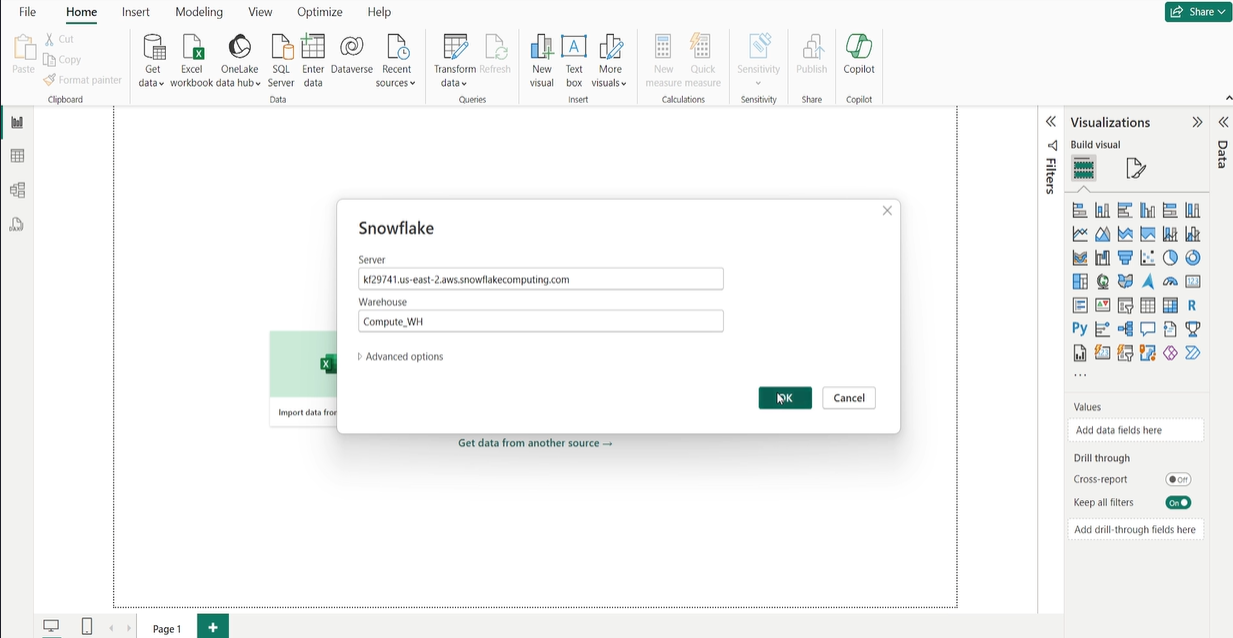 File Home Insert Modeling View Optimize Help
Share
Paste
Cut
Copy
Format painter
Clipboard
Get data
Excel workbook
OneLake data hub
SQL Server
Enter data
Dataverse
Recent sources
Data
Transform data
Refresh
Queries
New visual
Text box
More visuals
Insert
New measure
Quick measure
Calculations
Sensitivity
Sensitivity
Publish
Share
Copilot
Copilot
Snowflake
Server
kf29741.us-east-2.aws.snowflakecomputing.com
Warehouse
Compute_WH
Advanced options
OK
Cancel
Import data from
Get data from another source →
Filters
Visualizations
Build visual
R
Py
...
Values
Add data fields here
Drill through
Cross-report
Off
Keep all filters
On
Add drill-through fields here
Data
Page 1